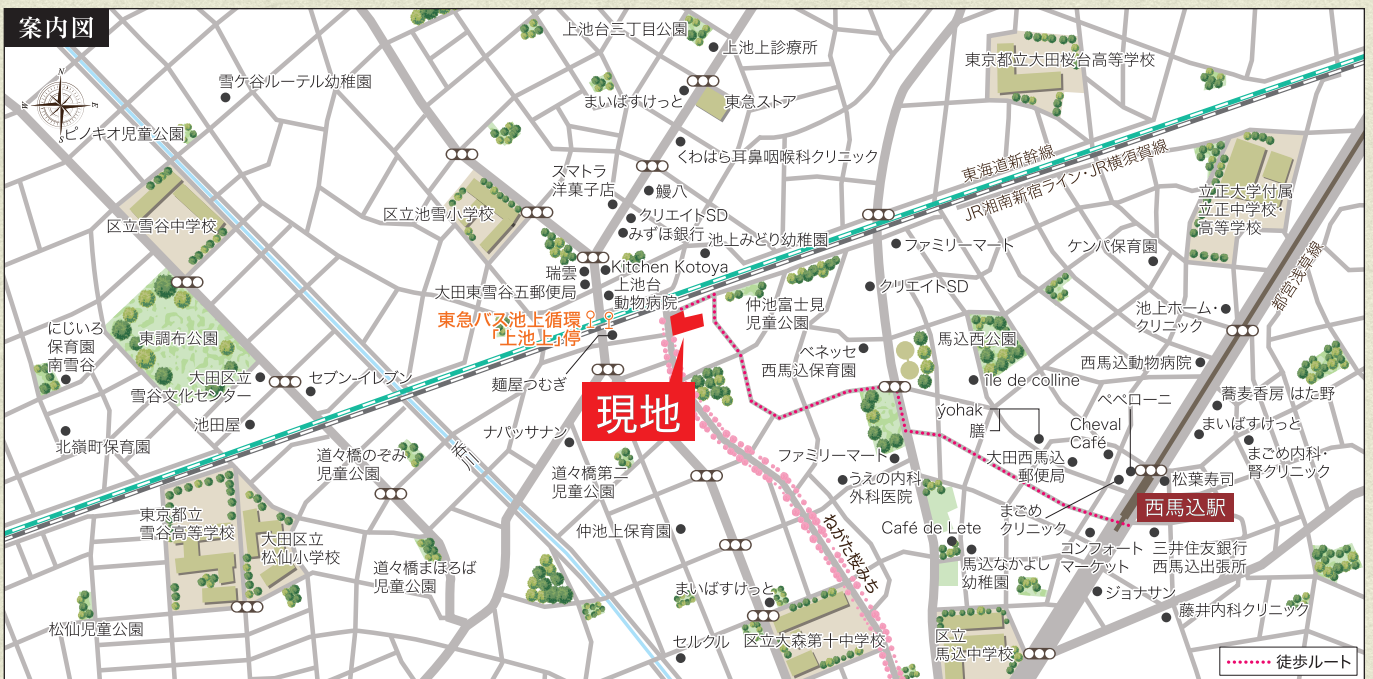 案内図
N
E
S
W
上池台三丁目公園
上池上診療所
東京都立大田桜台高等学校
雪ケ谷ルーテル幼稚園
まいばすけっと
東急ストア
ピノキオ児童公園
くわはら耳鼻咽喉科クリニック
東海道新幹線
JR湘南新宿ライン・JR横須賀線
スマトラ
洋菓子店
鰻八
立正大学付属
立正中学校・
高等学校
区立池雪小学校
クリエイトSD
みずほ銀行
池上みどり幼稚園
区立雪谷中学校
ファミリーマート
ケンパ保育園
都営浅草線
瑞雲
Kitchen Kotoya
大田東雪谷五郵便局
上池台
動物病院
クリエイトSD
仲池富士見
児童公園
池上ホーム・
クリニック
東急バス池上循環
「上池上」停
にじいろ
保育園
南雪谷
東調布公園
馬込西公園
ベネッセ
西馬込保育園
西馬込動物病院
大田区立
雪谷文化センター
セブン-イレブン
麺屋つむぎ
île de colline
現地
蕎麦香房 はた野
ペペローニ
ýohak
膳
Cheval
Café
まいばすけっと
池田屋
北嶺町保育園
呑川
ナパッサナン
道々橋のぞみ
児童公園
道々橋第二
児童公園
ファミリーマート
大田西馬込
郵便局
まごめ内科・
腎クリニック
うえの内科
外科医院
松葉寿司
西馬込駅
東京都立
雪谷高等学校
大田区立
松仙小学校
仲池上保育園
ねがた桜みち
Café de Lete
まごめ
クリニック
コンフォート
マーケット
三井住友銀行
西馬込出張所
道々橋まほろば
児童公園
馬込なかよし
幼稚園
まいばすけっと
ジョナサン
藤井内科クリニック
松仙児童公園
セルクル
区立大森第十中学校
区立
馬込中学校
徒歩ルート